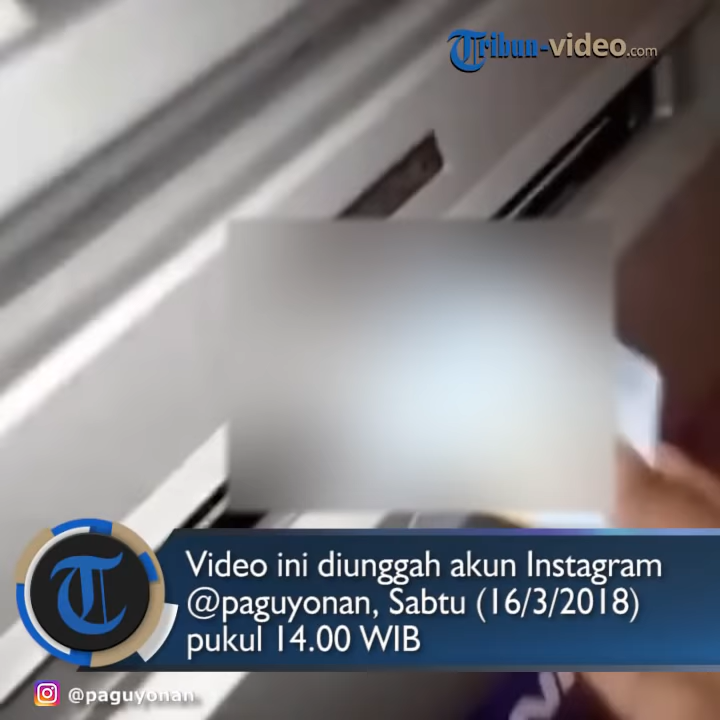 Tribun-video.com
Video ini diunggah akun Instagram
@paguyonan, Sabtu (16/3/2018)
pukul 14.00 WIB
T
@paguyonan